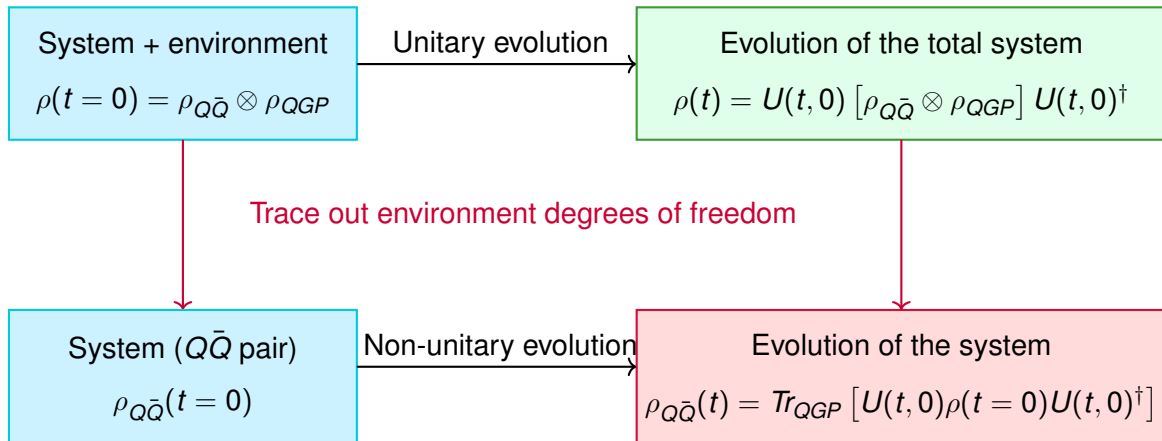 System + environment
ρ(t = 0) = ρ_{QQ̄} ⊗ ρ_{QGP}
Unitary evolution
Evolution of the total system
ρ(t) = U(t, 0) [ρ_{QQ̄} ⊗ ρ_{QGP}] U(t, 0)^†
Trace out environment degrees of freedom
System (QQ̄ pair)
ρ_{QQ̄}(t = 0)
Non-unitary evolution
Evolution of the system
ρ_{QQ̄}(t) = Tr_{QGP} [U(t, 0)ρ(t = 0)U(t, 0)^†]